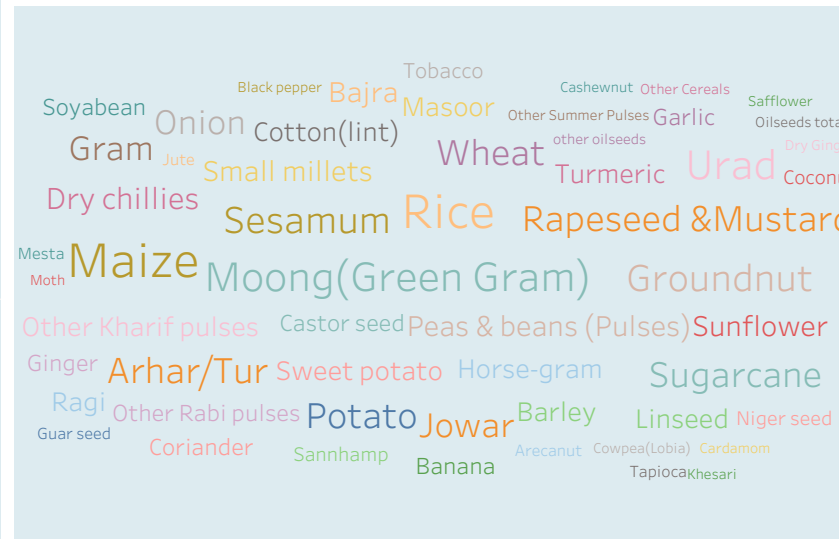 Tobacco
Black pepper
Bajra
Cashewnut
Other Cereals
Soyabean
Onion
Masoor
Safflower
Cotton(lint)
Other Summer Pulses
Garlic
Oilseeds tota
Gram
Jute
Small millets
Wheat
other oilseeds
Dry Ging
Turmeric
Urad
Coconu
Dry chillies
Sesamum
Rice
Rapeseed &Mustard
Mesta
Maize
Moth
Moong(Green Gram)
Groundnut
Other Kharif pulses
Castor seed
Peas & beans (Pulses)
Sunflower
Ginger
Arhar/Tur
Sweet potato
Horse-gram
Sugarcane
Ragi
Other Rabi pulses
Potato
Jowar
Barley
Linseed
Niger seed
Guar seed
Coriander
Sannhamp
Arecanut
Cowpea(Lobia)
Cardamom
Banana
Tapioca
Khesari